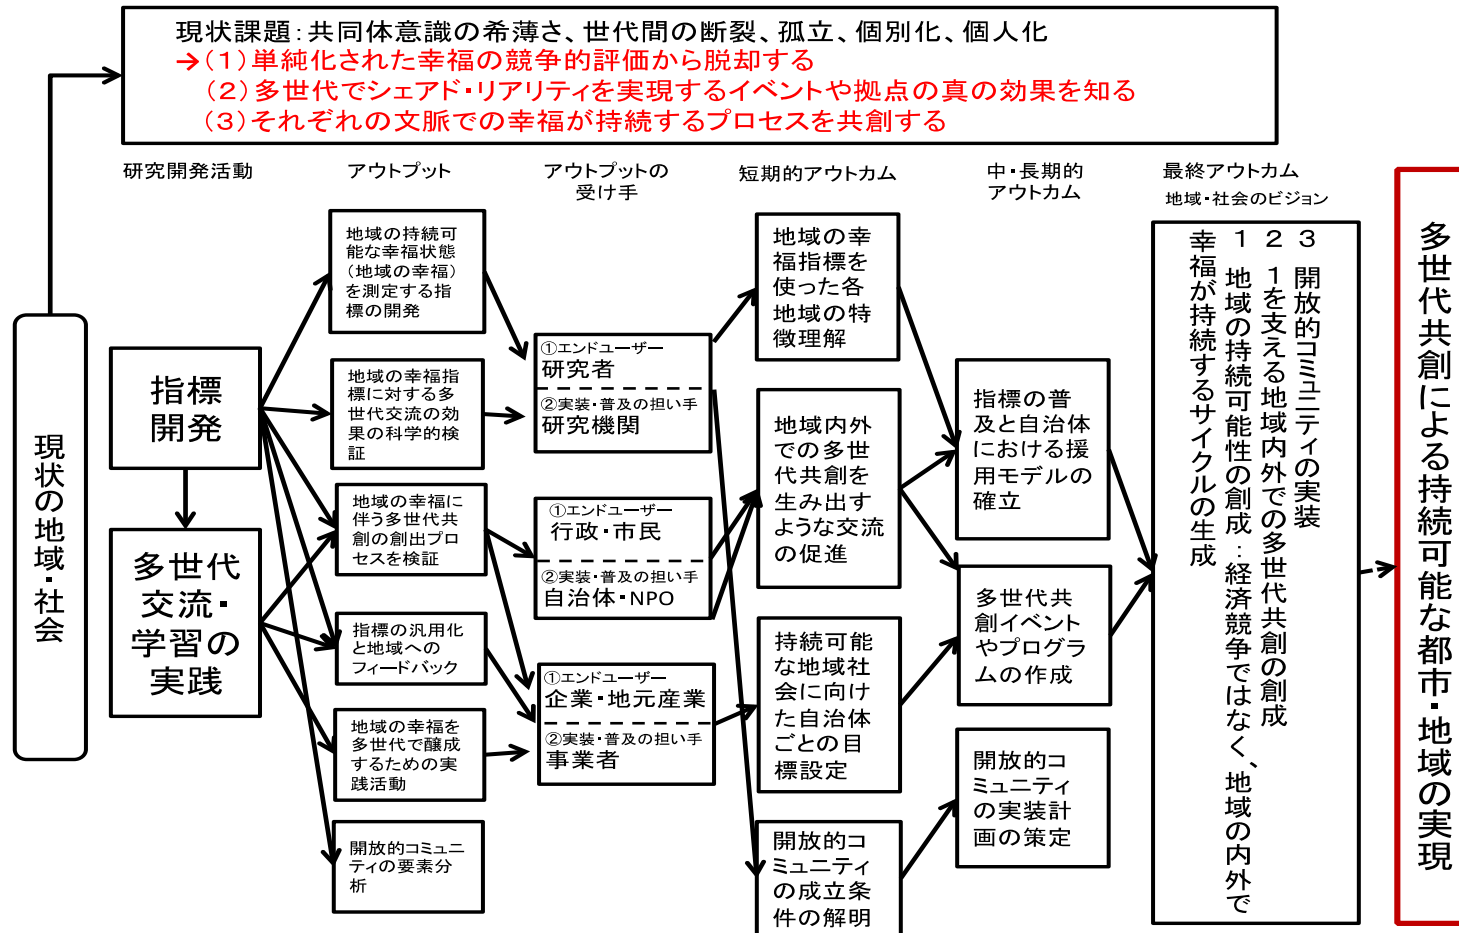 現状課題：共同体意識の希薄さ、世代間の断裂、孤立、個別化、個人化
→(１)単純化された幸福の競争的評価から脱却する
(２)多世代でシェアド・リアリティを実現するイベントや拠点の真の効果を知る
(３)それぞれの文脈での幸福が持続するプロセスを共創する
研究開発活動
アウトプット
アウトプットの
受け手
短期的アウトカム
中・長期的
アウトカム
最終アウトカム
地域・社会のビジョン
現状の地域・社会
指標
開発
多世代
交流・
学習の
実践
地域の持続可
能な幸福状態
（地域の幸福）
を測定する指
標の開発
地域の幸福指
標に対する多
世代交流の効
果の科学的検
証
地域の幸福に
伴う多世代共
創の創出プロ
セスを検証
指標の汎用化
と地域への
フィードバック
地域の幸福を
多世代で醸成
するための実
践活動
開放的コミュニ
ティの要素分
析
①エンドユーザー
研究者
②実装・普及の担い手
研究機関
①エンドユーザー
行政・市民
②実装・普及の担い手
自治体・NPO
①エンドユーザー
企業・地元産業
②実装・普及の担い手
事業者
地域の幸
福指標を
使った各
地域の特
徴理解
地域内外
での多世
代共創を
生み出す
ような交流
の促進
持続可能
な地域社
会に向け
た自治体
ごとの目
標設定
開放的コ
ミュニティ
の成立条
件の解明
指標の普
及と自治体
における援
用モデルの
確立
多世代共
創イベント
やプログラ
ムの作成
開放的コ
ミュニティ
の実装計
画の策定
３　開放的コミュニティの実装
２　１を支える地域内外での多世代共創の創成
１　地域の持続可能性の創成：経済競争ではなく、地域の内外で
幸福が持続するサイクルの生成
多世代共創による持続可能な都市・地域の実現